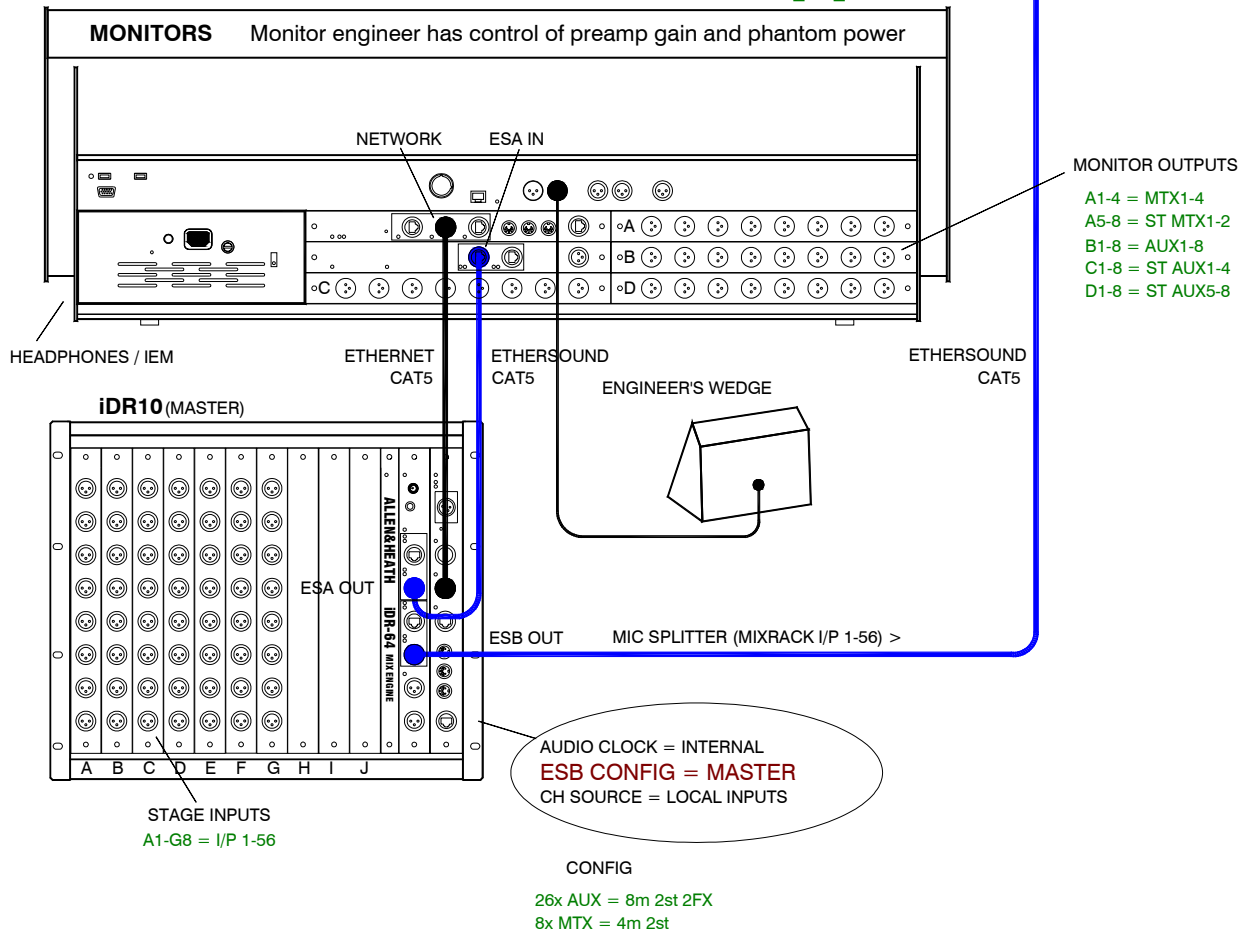 MONITORS Monitor engineer has control of preamp gain and phantom power
NETWORK
ESA IN
MONITOR OUTPUTS
A1-4 = MTX1-4
A5-8 = ST MTX1-2
B1-8 = AUX1-8
C1-8 = ST AUX1-4
D1-8 = ST AUX5-8
A
B
C
D
HEADPHONES / IEM
ETHERNET
CAT5
ETHERSOUND
CAT5
ETHERSOUND
CAT5
ENGINEER'S WEDGE
iDR10 (MASTER)
ALLEN&HEATH
iDR-64 MIX ENGINE
ESA OUT
ESB OUT
MIC SPLITTER (MIXRACK I/P 1-56) >
A B C D E F G H I J
STAGE INPUTS
A1-G8 = I/P 1-56
AUDIO CLOCK = INTERNAL
ESB CONFIG = MASTER
CH SOURCE = LOCAL INPUTS
CONFIG
26x AUX = 8m 2st 2FX
8x MTX = 4m 2st